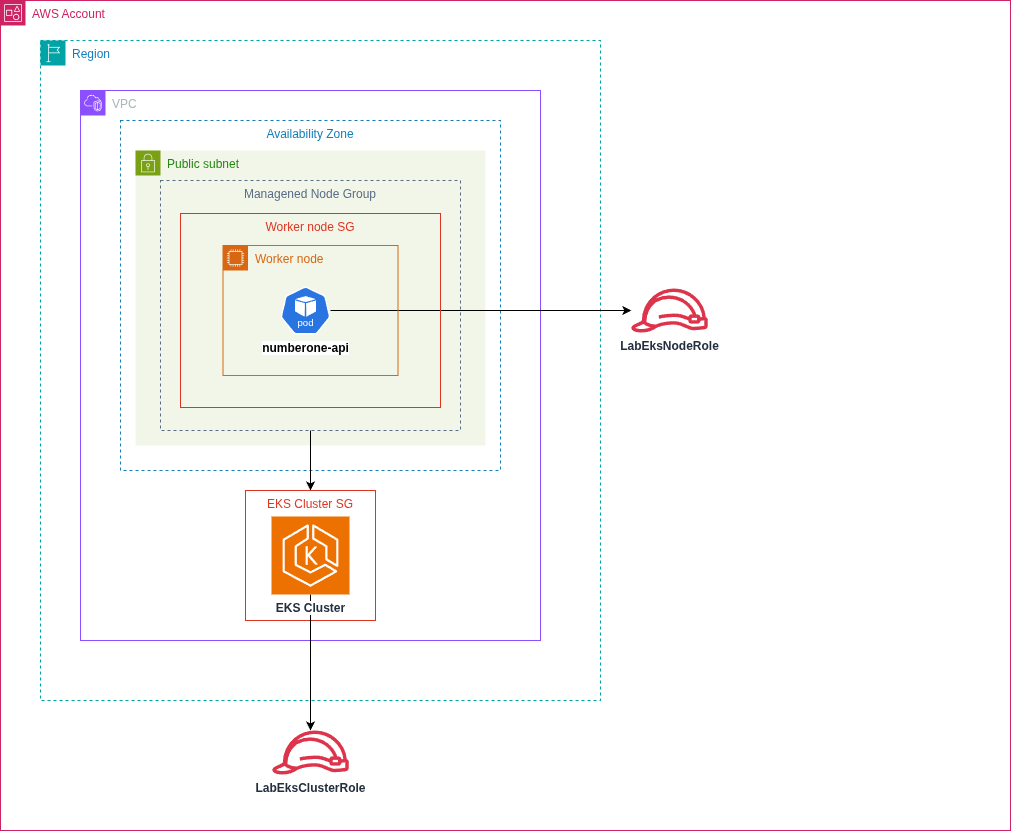 AWS Account
Region
VPC
Availability Zone
Public subnet
Managened Node Group
Worker node SG
Worker node
pod
numberone-api
LabEksNodeRole
EKS Cluster SG
K
EKS Cluster
LabEksClusterRole